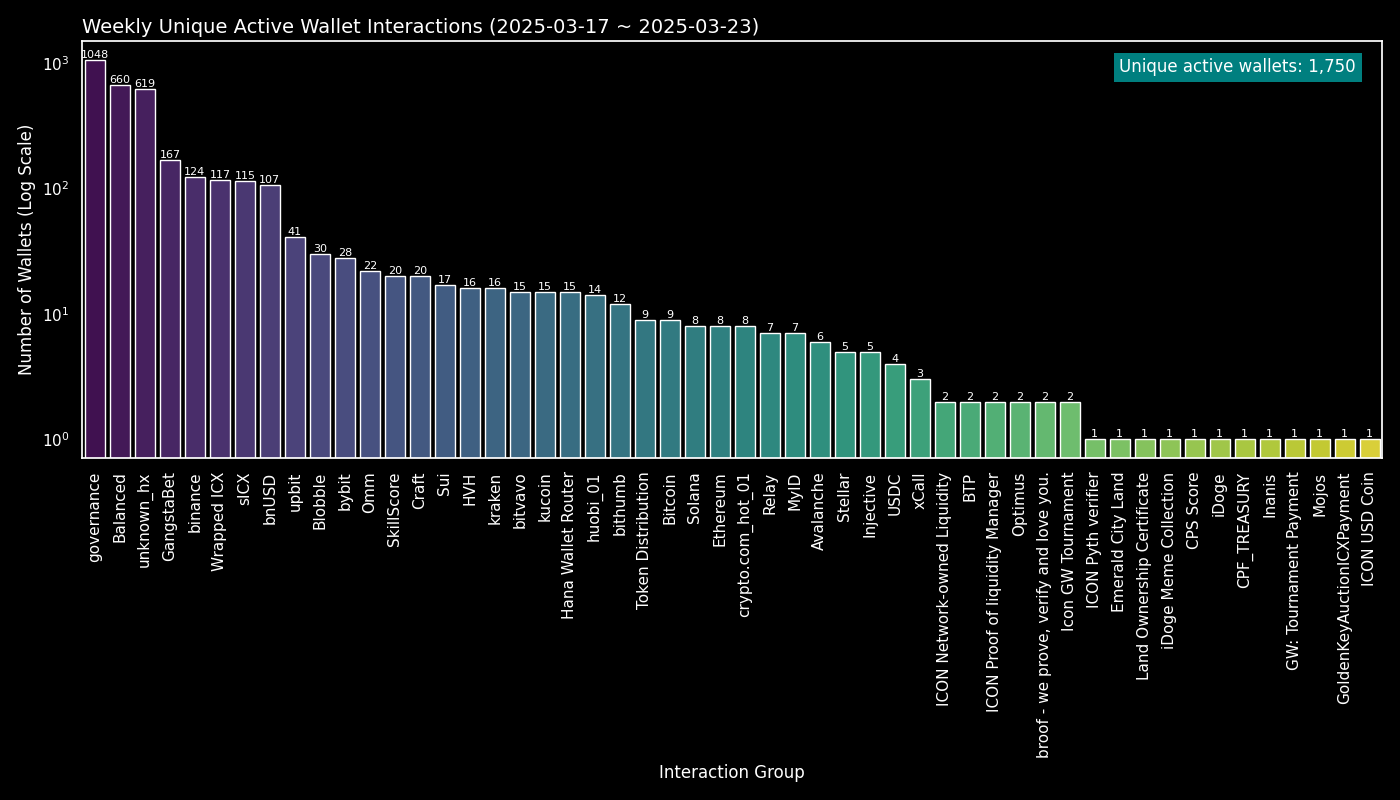 Weekly Unique Active Wallet Interactions (2025-03-17 ~ 2025-03-23)
Unique active wallets: 1,750
Number of Wallets (Log Scale)
10³
10²
10¹
10⁰
1048
660
619
167
124
117
115
107
41
30
28
22
20
20
17
16
16
15
15
15
14
12
9
9
8
8
8
7
7
6
5
5
4
3
2
2
2
2
2
2
1
1
1
1
1
1
1
1
1
1
1
1
governance
Balanced
unknown_hx
GangstaBet
binance
Wrapped ICX
sICX
bnUSD
upbit
Blobble
bybit
Omm
SkillScore
Craft
Sui
HVH
kraken
bitvavo
kucoin
Hana Wallet Router
huobi_01
bithumb
Token Distribution
Bitcoin
Solana
Ethereum
crypto.com_hot_01
Relay
MyID
Avalanche
Stellar
Injective
USDC
xCall
ICON Network-owned Liquidity
BTP
ICON Proof of liquidity Manager
Optimus
broof - we prove, verify and love you.
Icon GW Tournament
ICON Pyth verifier
Emerald City Land
Land Ownership Certificate
iDoge Meme Collection
CPS Score
iDoge
CPF_TREASURY
Inanis
GW: Tournament Payment
Mojos
GoldenKeyAuctionICXPayment
ICON USD Coin
Interaction Group